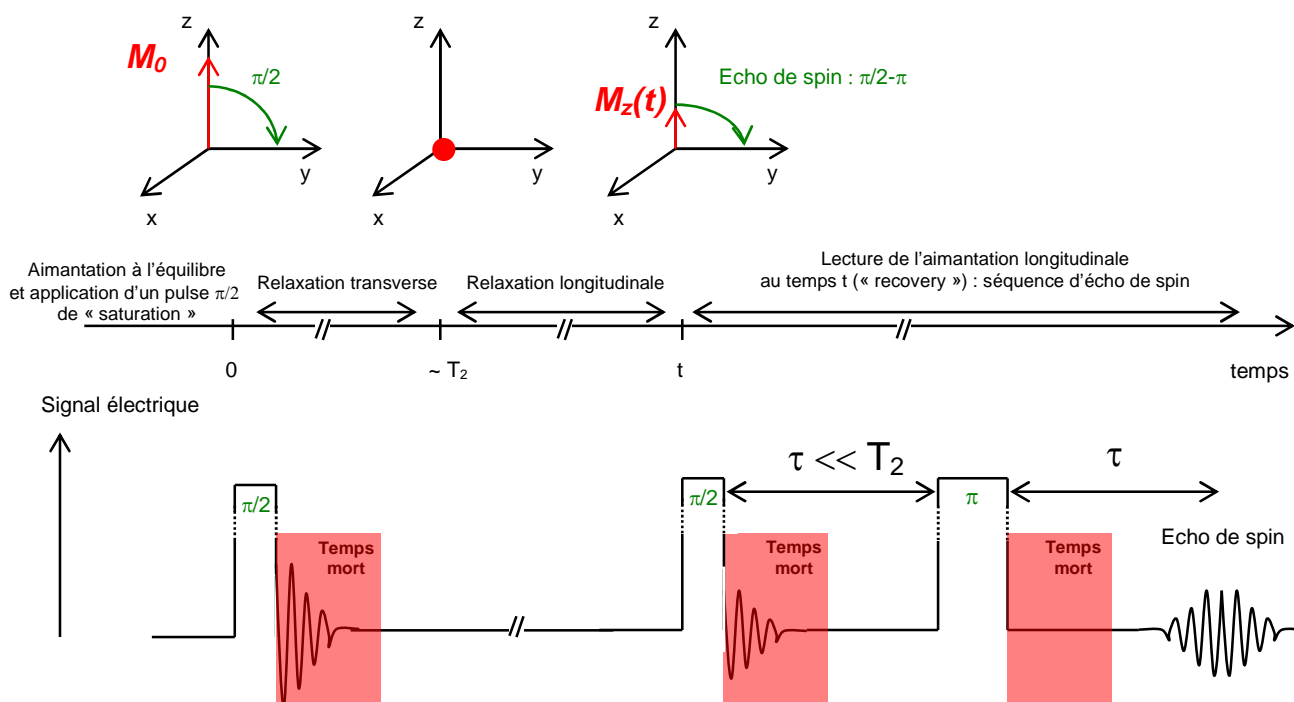 z
z
z
M0
π/2
Mz(t)
Echo de spin : π/2-π
y
y
y
x
x
x
Aimantation à l'équilibre
et application d'un pulse π/2
de « saturation »
Relaxation transverse
Relaxation longitudinale
Lecture de l'aimantation longitudinale
au temps t (« recovery ») : séquence d'écho de spin
0
~ T2
t
temps
Signal électrique
τ << T2
τ
π/2
π/2
π
Temps
mort
Temps
mort
Temps
mort
Echo de spin